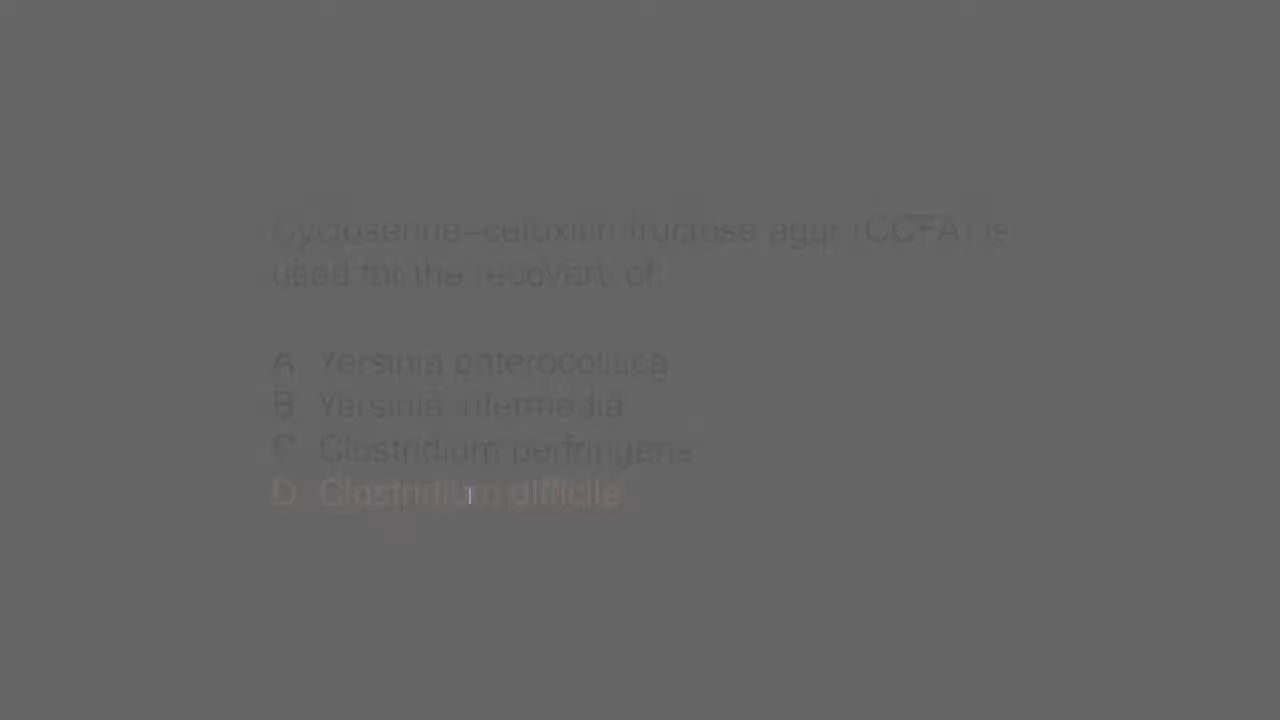 Cycloserine–cefoxitin-fructose agar (CCFA) is
used for the recovery of:
A. Yersinia enterocolitica
B. Yersinia intermedia
C. Clostridium perfringens
D. Clostridium difficile